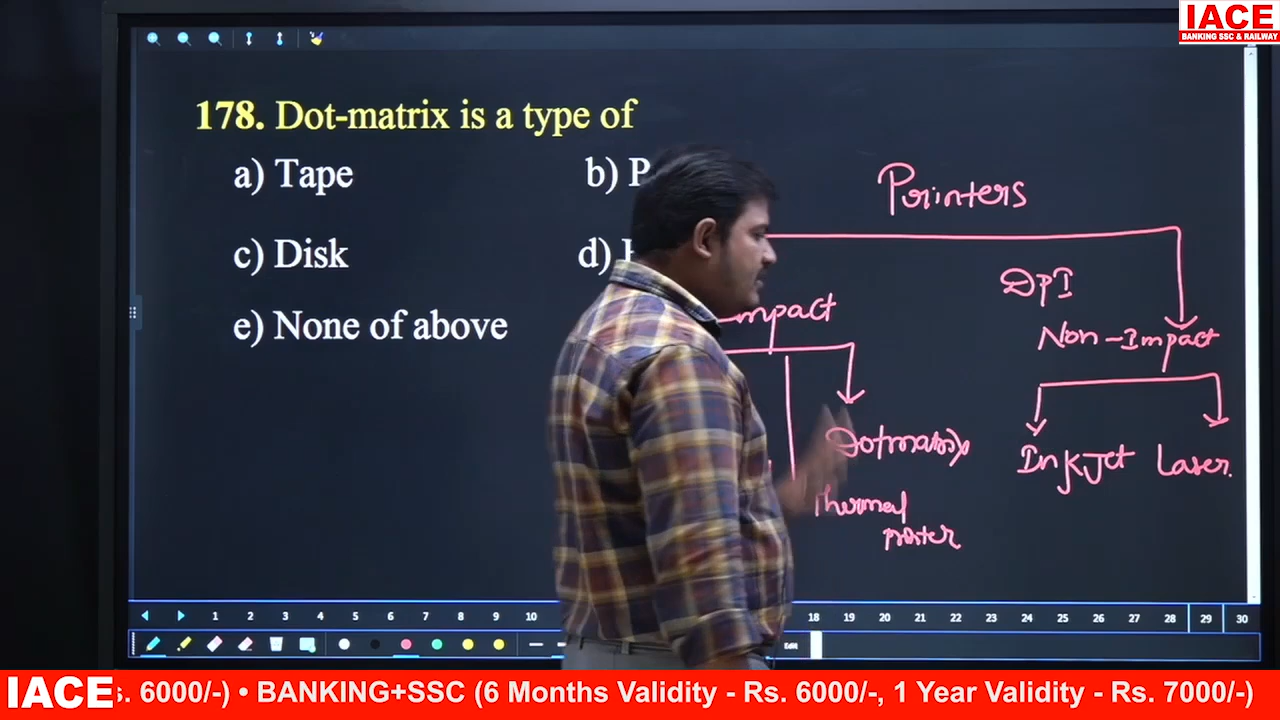 IACE
BANKING SSC & RAILWAY
178. Dot-matrix is a type of
a) Tape
b) P
c) Disk
d)
e) None of above
Printers
Impact
DPI
Non-Impact
Dotmatrix
Inkjet Laser.
Thermal
printer
1 2 3 4 5 6 7 8 9 10 18 19 20 21 22 23 24 25 26 27 28 29 30
Edit
IACE s. 6000/-) • BANKING+SSC (6 Months Validity - Rs. 6000/-, 1 Year Validity - Rs. 7000/-)